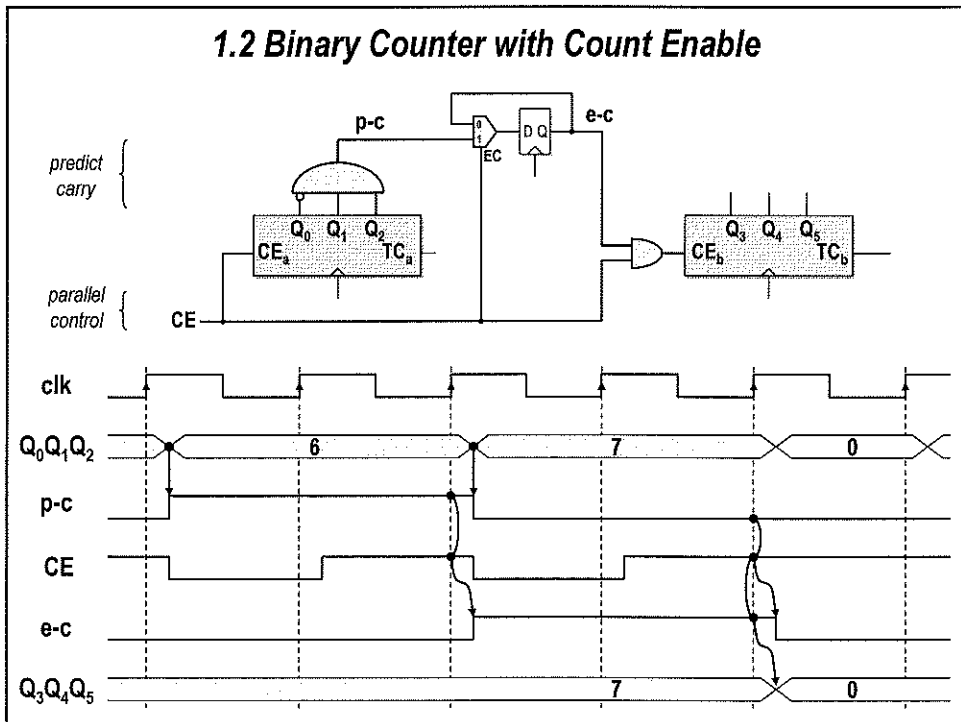 1.2 Binary Counter with Count Enable
p-c
e-c
0
1
EC
D Q
predict
carry
Q0 Q1 Q2
CEa TCa
Q3 Q4 Q5
CEb TCb
parallel
control
CE
clk
Q0Q1Q2 6 7 0
p-c
CE
e-c
Q3Q4Q5 7 0